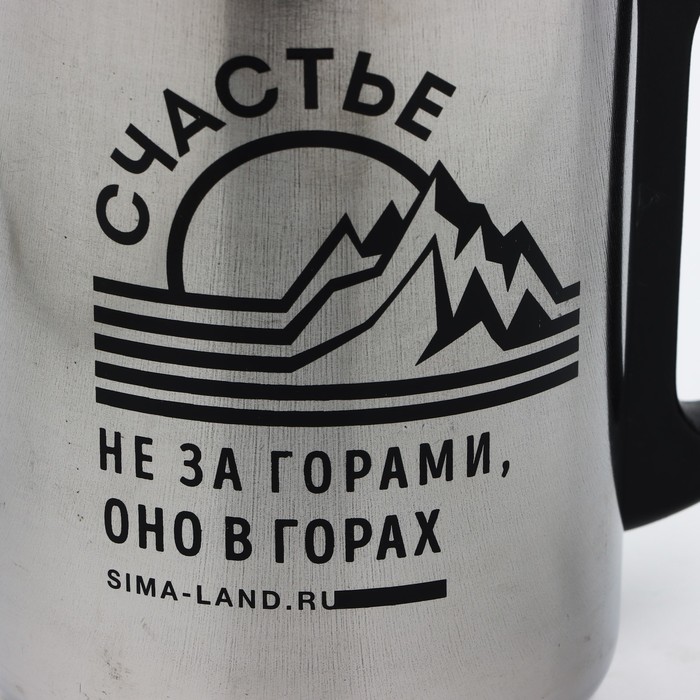 СЧАСТЬЕ
НЕ ЗА ГОРАМИ,
ОНО В ГОРАХ
SIMA-LAND.RU